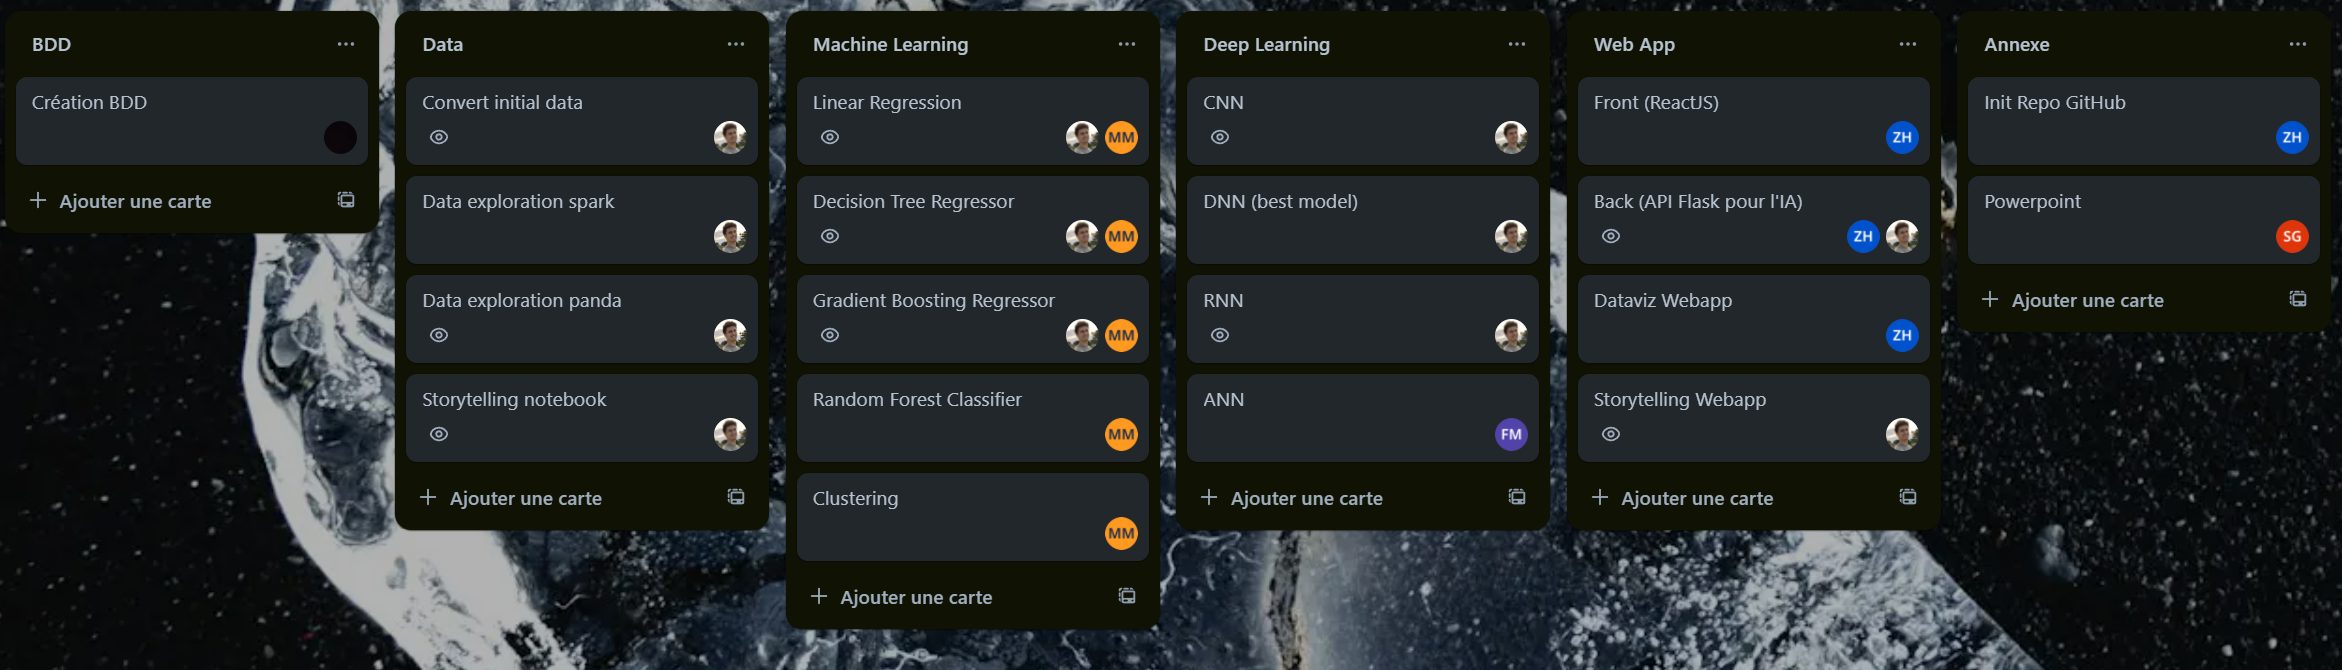 BDD
Création BDD
Ajouter une carte
Data
Convert initial data
Data exploration spark
Data exploration panda
Storytelling notebook
Ajouter une carte
Machine Learning
Linear Regression
MM
Decision Tree Regressor
MM
Gradient Boosting Regressor
MM
Random Forest Classifier
MM
Clustering
MM
Ajouter une carte
Deep Learning
CNN
DNN (best model)
RNN
ANN
FM
Ajouter une carte
Web App
Front (ReactJS)
ZH
Back (API Flask pour l'IA)
ZH
Dataviz Webapp
ZH
Storytelling Webapp
Ajouter une carte
Annexe
Init Repo GitHub
ZH
Powerpoint
SG
Ajouter une carte